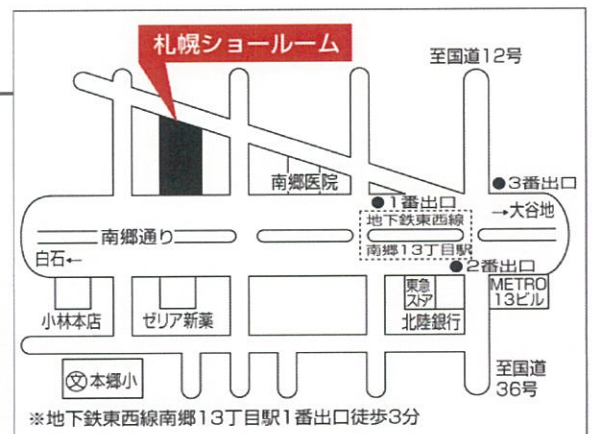 札幌ショールーム
至国道12号
南郷医院
●3番出口
●1番出口
→大谷地
地下鉄東西線
南郷通り
南郷13丁目駅
白石←
●2番出口
東急
ストア
METRO
13ビル
小林本店
ゼリア新薬
北陸銀行
至国道
36号
文 本郷小
※地下鉄東西線南郷13丁目駅1番出口徒歩3分